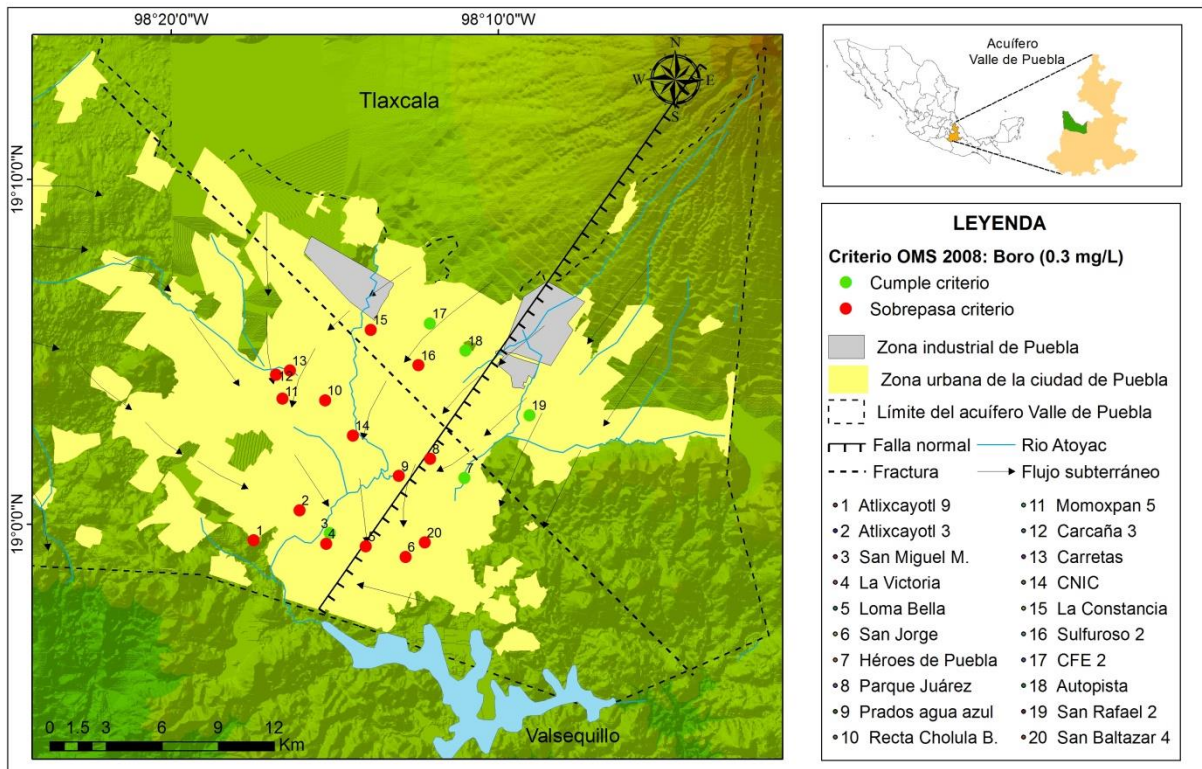 98°20'0"W
98°10'0"W
19°10'0"N
19°0'0"N
Tlaxcala
N
W
E
S
15
17
18
16
13
12
11
10
19
14
8
9
7
2
3
1
4
5
20
6
0 1.5 3 6 9 12
Km
Valsequillo
Acuífero
Valle de Puebla
LEYENDA
Criterio OMS 2008: Boro (0.3 mg/L)
Cumple criterio
Sobrepasa criterio
Zona industrial de Puebla
Zona urbana de la ciudad de Puebla
Límite del acuífero Valle de Puebla
Falla normal
Rio Atoyac
Fractura
Flujo subterráneo
1 Atlixcayotl 9
2 Atlixcayotl 3
3 San Miguel M.
4 La Victoria
5 Loma Bella
6 San Jorge
7 Héroes de Puebla
8 Parque Juárez
9 Prados agua azul
10 Recta Cholula B.
11 Momoxpan 5
12 Carcaña 3
13 Carretas
14 CNIC
15 La Constancia
16 Sulfuroso 2
17 CFE 2
18 Autopista
19 San Rafael 2
20 San Baltazar 4